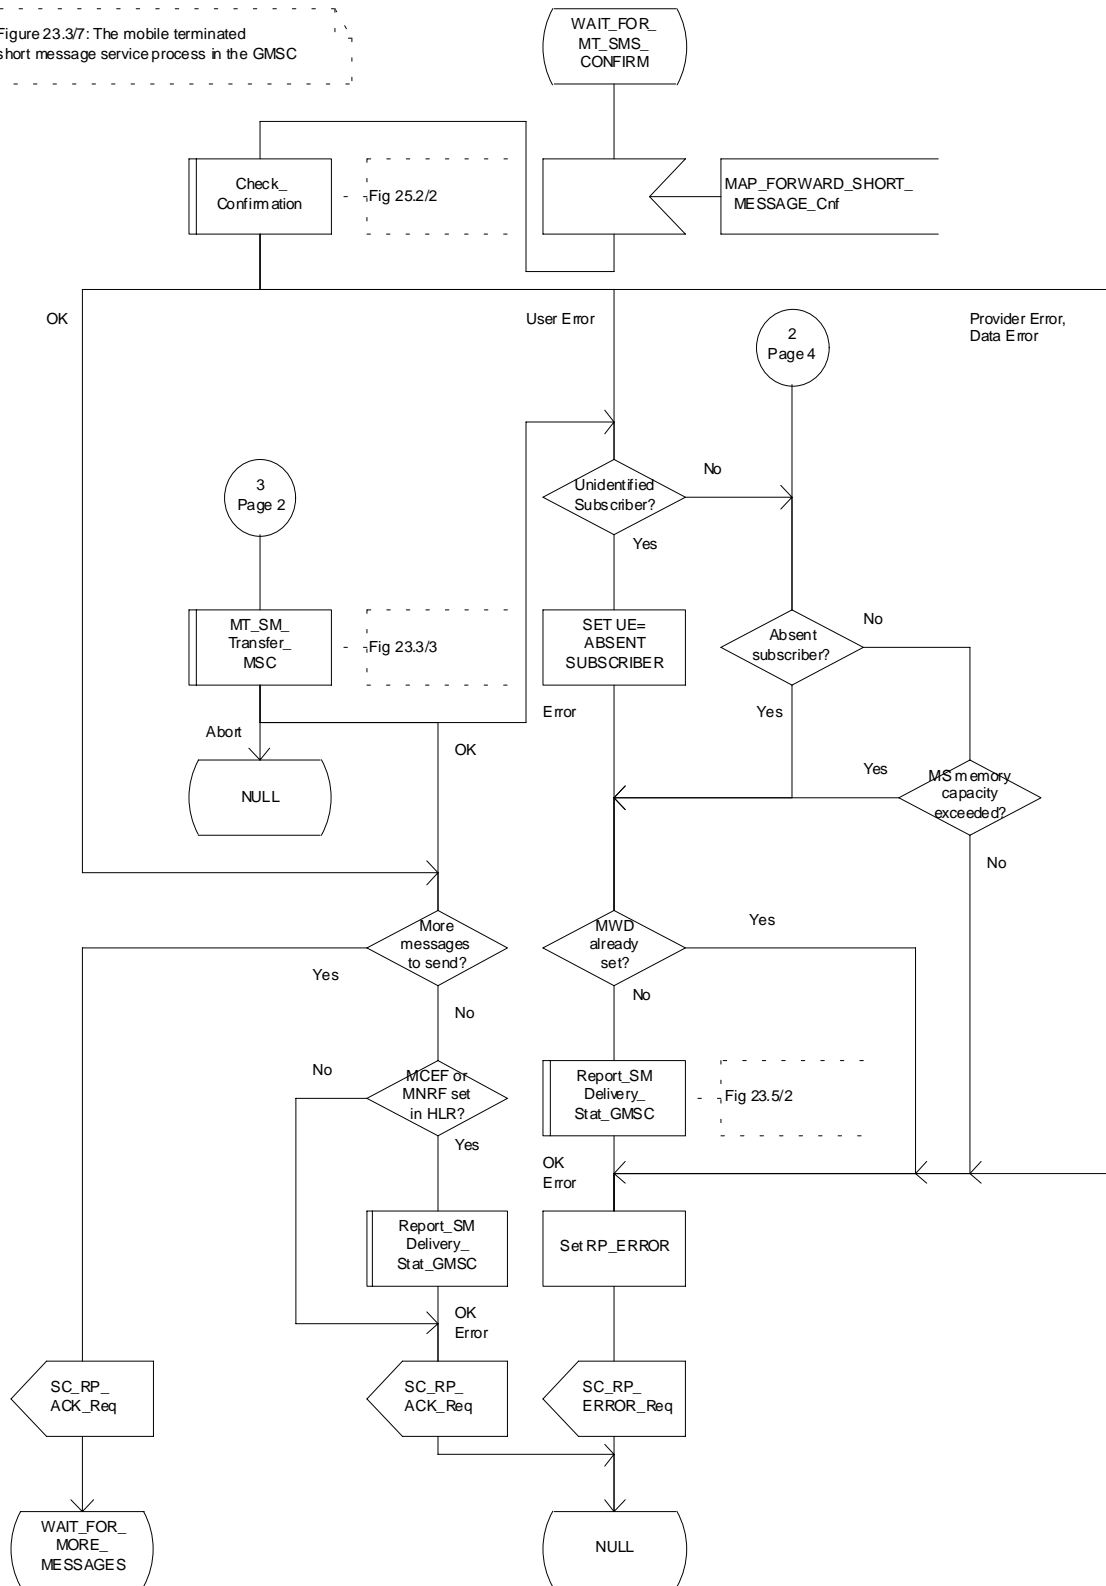 Figure 23.3/7: The mobile terminated
short message service process in the GMSC
WAIT_FOR_
MT_SMS_
CONFIRM
Check_
Confirmation
Fig 25.2/2
MAP_FORWARD_SHORT_
MESSAGE_Cnf
OK
User Error
Provider Error,
Data Error
2
Page 4
3
Page 2
Unidentified
Subscriber?
No
Yes
MT_SM_
Transfer_
MSC
Fig 23.3/3
SET UE=
ABSENT
SUBSCRIBER
Absent
subscriber?
No
Error
Yes
Abort
OK
NULL
Yes
MS memory
capacity
exceeded?
No
More
messages
to send?
Yes
No
MWD
already
set?
Yes
No
No
MCEF or
MNRF set
in HLR?
Yes
Report_SM
Delivery_
Stat_GMSC
Fig 23.5/2
OK
Error
Report_SM
Delivery_
Stat_GMSC
Set RP_ERROR
OK
Error
SC_RP_
ACK_Req
SC_RP_
ACK_Req
SC_RP_
ERROR_Req
WAIT_FOR_
MORE_
MESSAGES
NULL